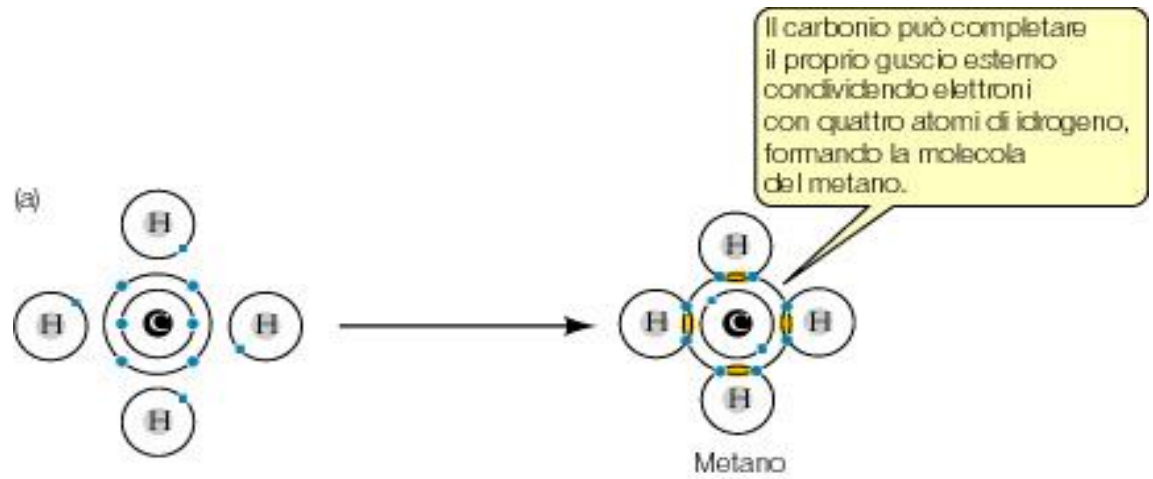 Il carbonio può completare
il proprio guscio esterno
condividendo elettroni
con quattro atomi di idrogeno,
formando la molecola
del metano.
(a)
H
H
H
C
H
H
C
H
H
H
Metano